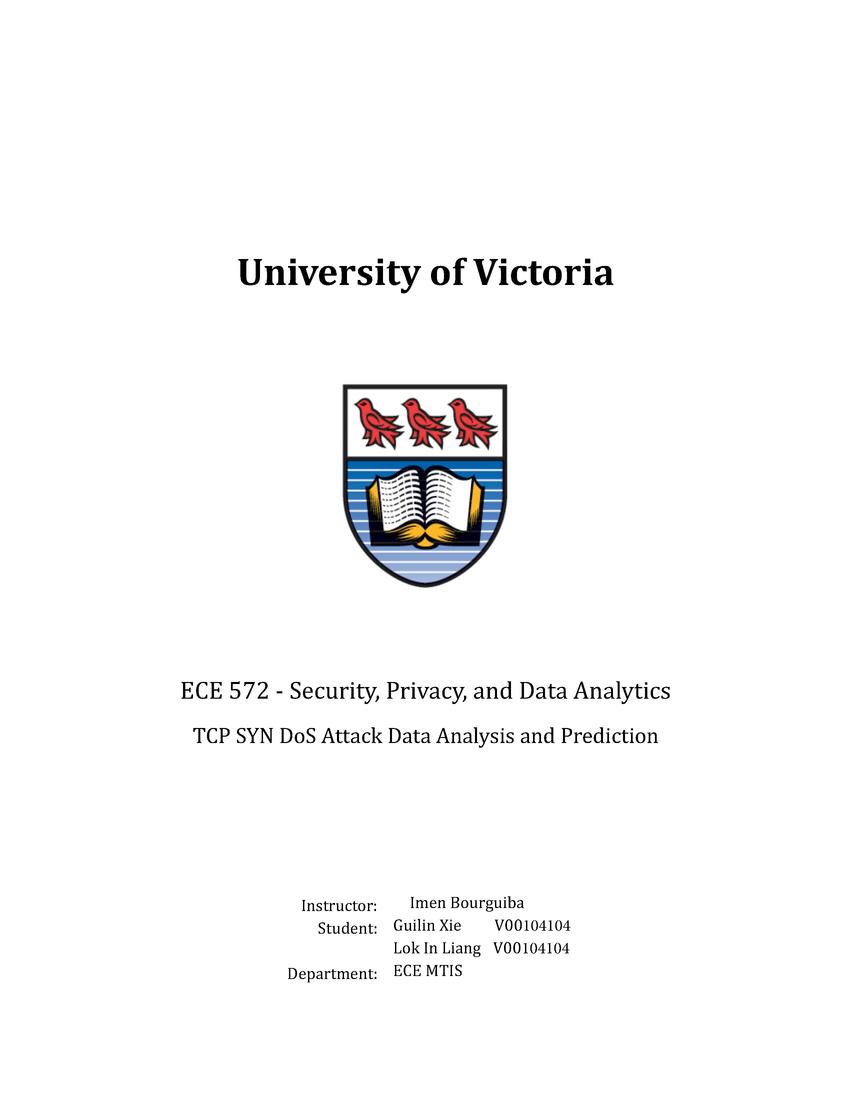 University of Victoria
ECE 572 - Security, Privacy, and Data Analytics
TCP SYN DoS Attack Data Analysis and Prediction
Instructor: Imen Bourguiba
Student: Guilin Xie V00104104
Lok In Liang V00104104
Department: ECE MTIS